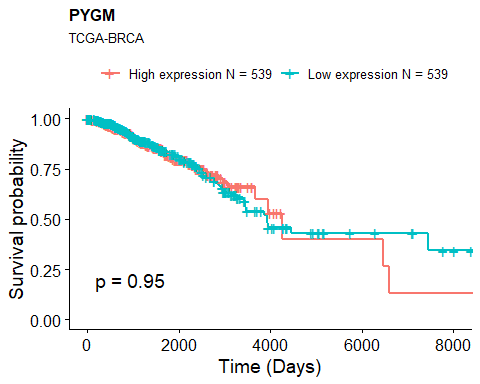 PYGM
TCGA-BRCA
High expression N = 539 Low expression N = 539
Survival probability
1.00
0.75
0.50
0.25
0.00
p = 0.95
0 2000 4000 6000 8000
Time (Days)